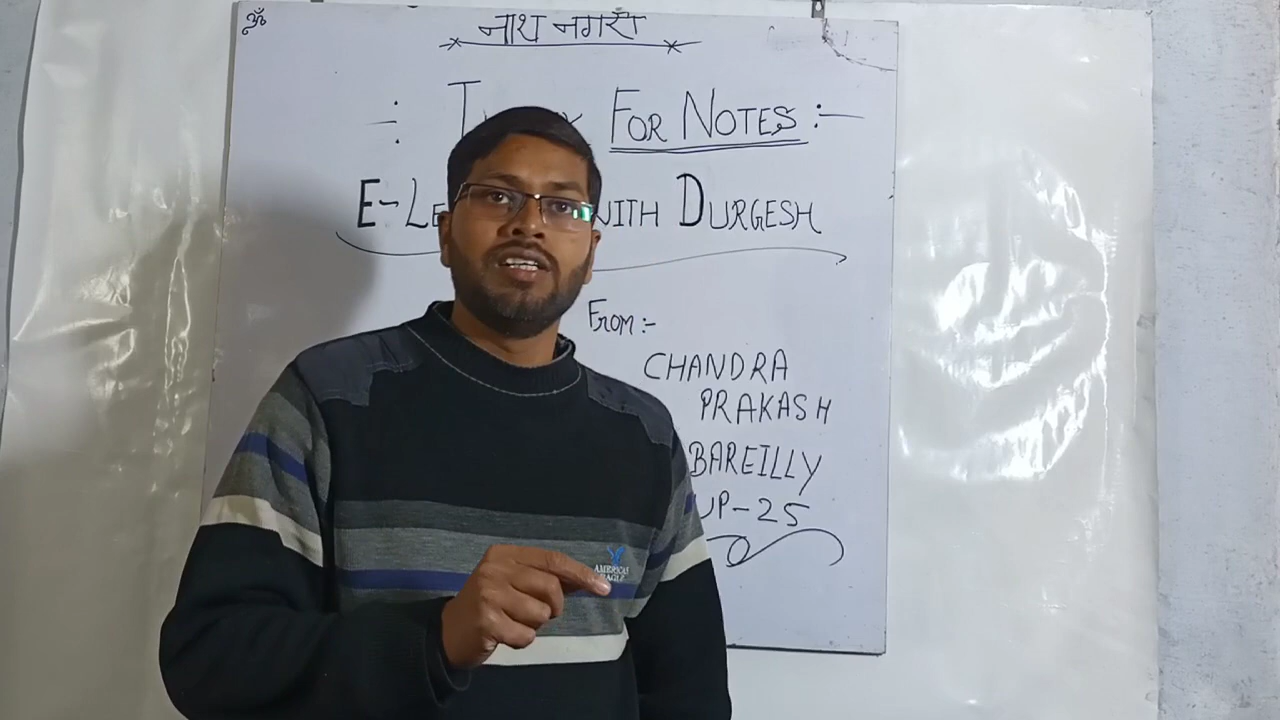 ॐ
नाथ नगरी
FOR NOTES :-
WITH DURGESH
From :-
CHANDRA
PRAKASH
BAREILLY
UP-25
AMERICAN
EAGLE